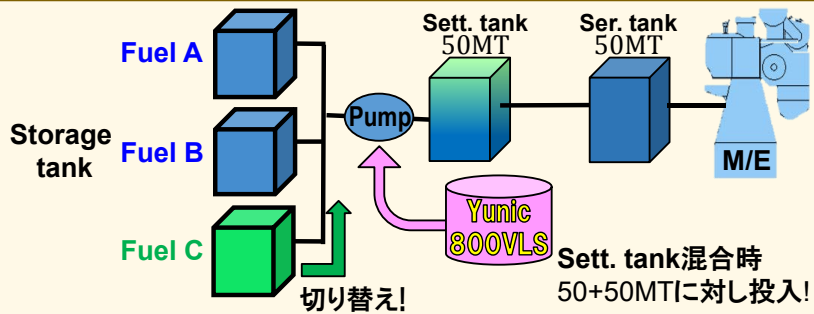 Sett. tank
50MT
Ser. tank
50MT
Fuel A
Pump
Storage
tank
Fuel B
M/E
Yunic
800VLS
Fuel C
切り替え!
Sett. tank混合時
50+50MTに対し投入!